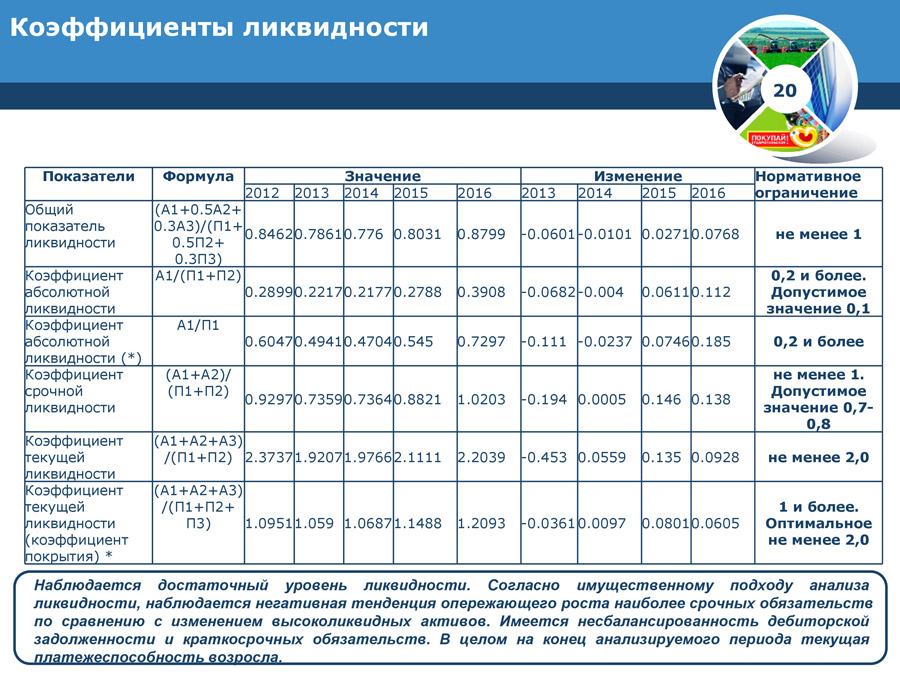 Коэффициенты ликвидности
20
ПОКУПАЙ
Показатели Формула Значение Изменение Нормативное ограничение
2012 2013 2014 2015 2016 2013 2014 2015 2016
Общий
показатель
ликвидности
(А1+0.5А2+
0.3А3)/(П1+
0.5П2+
0.3П3)
0.8462 0.7861 0.776 0.8031 0.8799 -0.0601 -0.0101 0.0271 0.0768
не менее 1
Коэффициент
абсолютной
ликвидности
А1/(П1+П2)
0.2899 0.2217 0.2177 0.2788 0.3908 -0.0682 -0.004 0.0611 0.112
0,2 и более.
Допустимое
значение 0,1
Коэффициент
абсолютной
ликвидности (*)
А1/П1
0.6047 0.4941 0.4704 0.545 0.7297 -0.111 -0.0237 0.0746 0.185
0,2 и более
Коэффициент
срочной
ликвидности
(А1+А2)/
(П1+П2)
0.9297 0.7359 0.7364 0.8821 1.0203 -0.194 0.0005 0.146 0.138
не менее 1.
Допустимое
значение 0,7-
0,8
Коэффициент
текущей
ликвидности
(А1+А2+А3)
/(П1+П2)
2.3737 1.9207 1.9766 2.1111 2.2039 -0.453 0.0559 0.135 0.0928
не менее 2,0
Коэффициент
текущей
ликвидности
(коэффициент
покрытия) *
(А1+А2+А3)
/(П1+П2+
П3)
1.0951 1.059 1.0687 1.1488 1.2093 -0.0361 0.0097 0.0801 0.0605
1 и более.
Оптимальное
не менее 2,0
Наблюдается достаточный уровень ликвидности. Согласно имущественному подходу анализа
ликвидности, наблюдается негативная тенденция опережающего роста наиболее срочных обязательств
по сравнению с изменением высоколиквидных активов. Имеется несбалансированность дебиторской
задолженности и краткосрочных обязательств. В целом на конец анализируемого периода текущая
платежеспособность возросла.